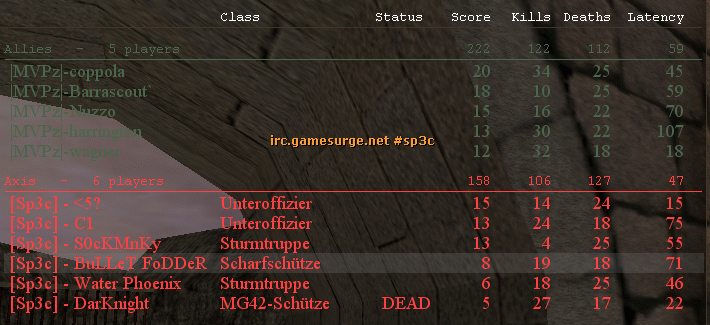 Class Status Score Kills Deaths Latency
Allies - 5 players 222 122 112 59
|MVPz|-coppola 20 34 25 45
|MVPz|-Barrascout` 18 10 25 59
|MVPz|-Nuzzo 15 16 22 70
|MVPz|-harrington 13 30 22 107
irc.gamesurge.net #sp3c
|MVPz|- 12 32 18 18
Axis - 6 players 158 106 127 47
[Sp3c] - <5? Unteroffizier 15 14 24 15
[Sp3c] - C1 Unteroffizier 13 24 18 75
[Sp3c] - S0cKMnKy Sturmtruppe 13 4 25 55
[Sp3c] - BuLLeT FoDDeR Scharfschütze 8 19 18 71
[Sp3c] - Water Phoenix Sturmtruppe 6 18 25 46
[Sp3c] - DarKnight MG42-Schütze DEAD 5 27 17 22